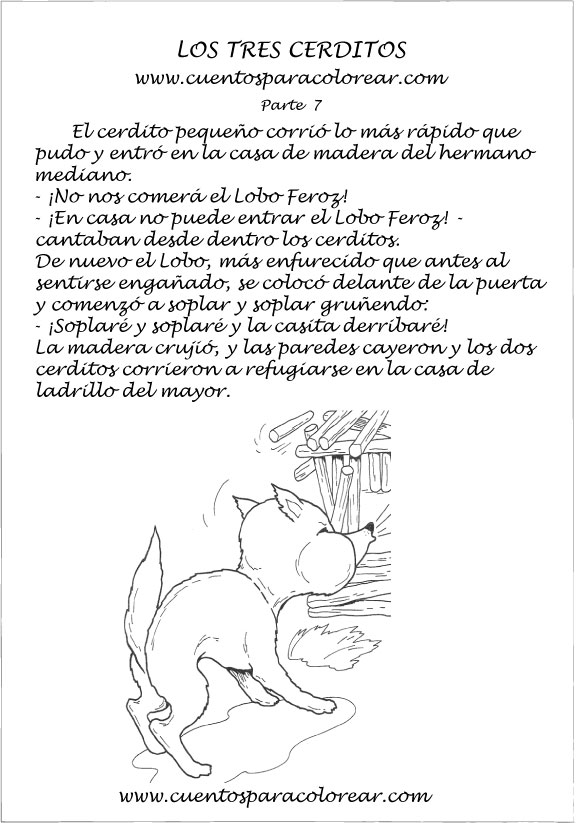 LOS TRES CERDITOS
www.cuentosparacolorear.com
Parte 7
El cerdito pequeño corrió lo más rápido que
pudo y entró en la casa de madera del hermano
mediano.
- ¡No nos comerá el Lobo Feroz!
- ¡En casa no puede entrar el Lobo Feroz! -
cantaban desde dentro los cerditos.
De nuevo el Lobo, más enfurecido que antes al
sentirse engañado, se colocó delante de la puerta
y comenzó a soplar y soplar gruñendo:
- ¡Soplaré y soplaré y la casita derribaré!
La madera crujió, y las paredes cayeron y los dos
cerditos corrieron a refugiarse en la casa de
ladrillo del mayor.
www.cuentosparacolorear.com